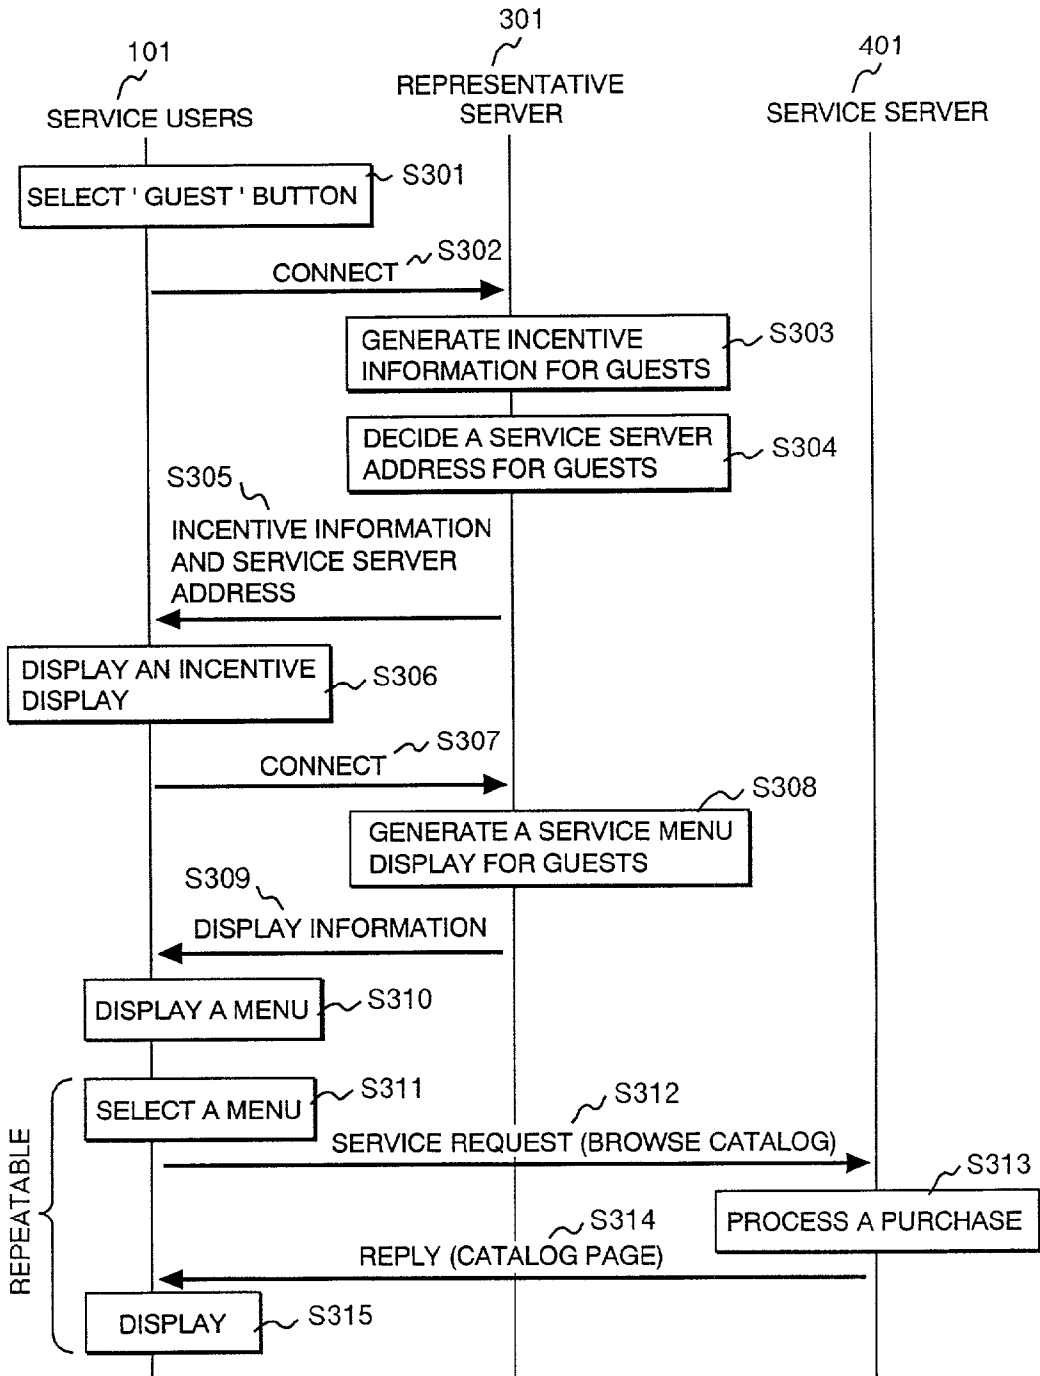 101
301
401
SERVICE USERS
REPRESENTATIVE
SERVER
SERVICE SERVER
SELECT ' GUEST ' BUTTON
S301
CONNECT
S302
GENERATE INCENTIVE
INFORMATION FOR GUESTS
S303
DECIDE A SERVICE SERVER
ADDRESS FOR GUESTS
S304
S305
INCENTIVE INFORMATION
AND SERVICE SERVER
ADDRESS
DISPLAY AN INCENTIVE
DISPLAY
S306
CONNECT
S307
S308
GENERATE A SERVICE MENU
DISPLAY FOR GUESTS
S309
DISPLAY INFORMATION
DISPLAY A MENU
S310
REPEATABLE
SELECT A MENU
S311
S312
SERVICE REQUEST (BROWSE CATALOG)
S313
PROCESS A PURCHASE
S314
REPLY (CATALOG PAGE)
DISPLAY
S315